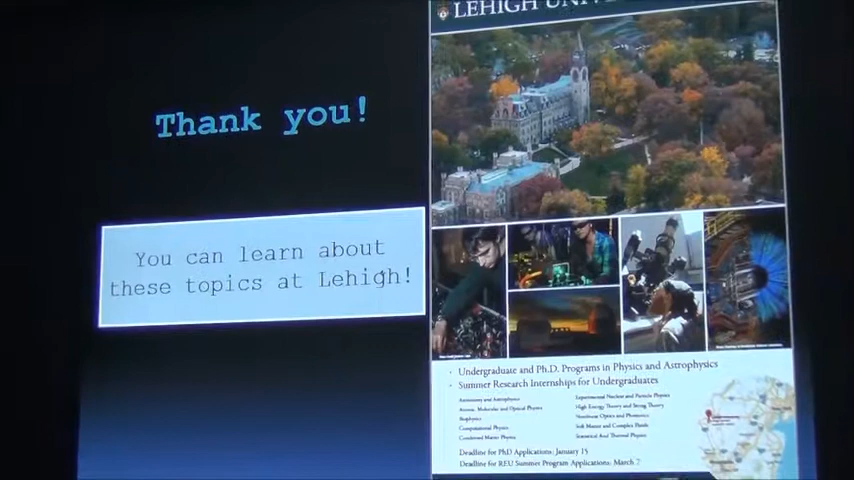 Thank you!
You can learn about
these topics at Lehigh!
LEHIGH
· Undergraduate and Ph.D. Programs in Physics and Astrophysics
· Summer Research Internships for Undergraduates
Astronomy and Astrophysics
Atomic, Molecular and Optical Physics
Biophysics
Computational Physics
Condensed Matter Physics
Experimental Nuclear and Particle Physics
High Energy Theory and String Theory
Nonlinear Optics and Photonics
Soft Matter and Complex Fluids
Statistical And Thermal Physics
Deadline for PhD Applications: January 15
Deadline for REU Summer Program Applications: March